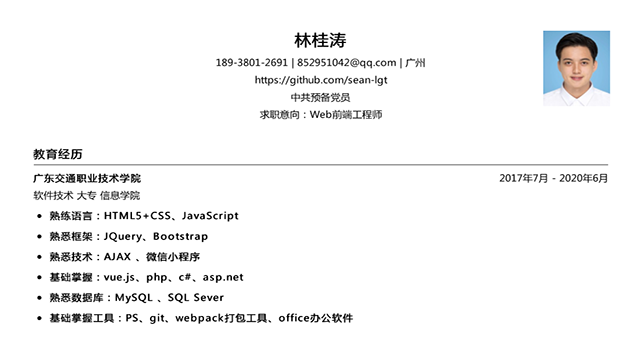 林桂涛
189-3801-2691 | 852951042@qq.com | 广州
https://github.com/sean-lgt
中共预备党员
求职意向：Web前端工程师
教育经历
广东交通职业技术学院 2017年7月 - 2020年6月
软件技术 大专 信息学院
• 熟练语言：HTML5+CSS、JavaScript
• 熟悉框架：JQuery、Bootstrap
• 熟悉技术：AJAX 、微信小程序
• 基础掌握：vue.js、php、c#、asp.net
• 熟悉数据库：MySQL 、SQL Sever
• 基础掌握工具：PS、git、webpack打包工具、office办公软件